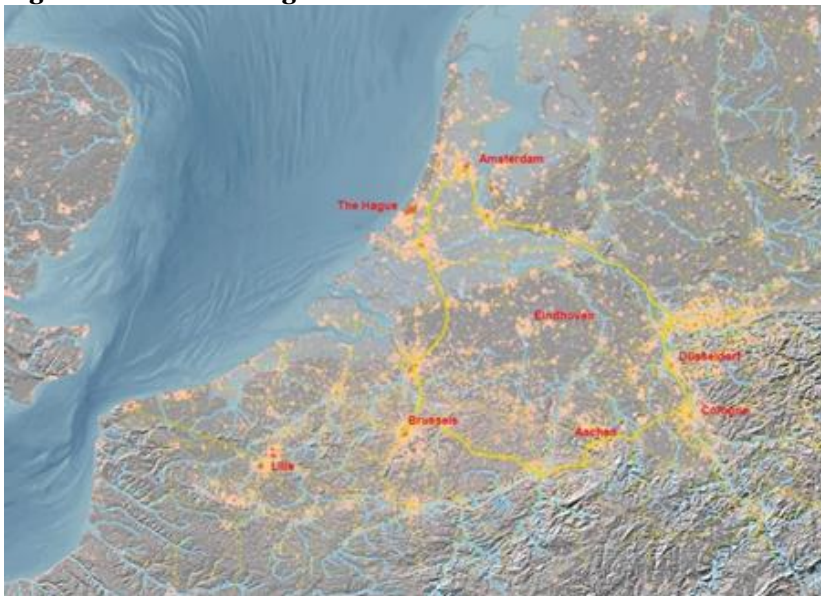 Amsterdam
The Hague
Eindhoven
Düsseldorf
Cologne
Brussels
Aachen
Lille